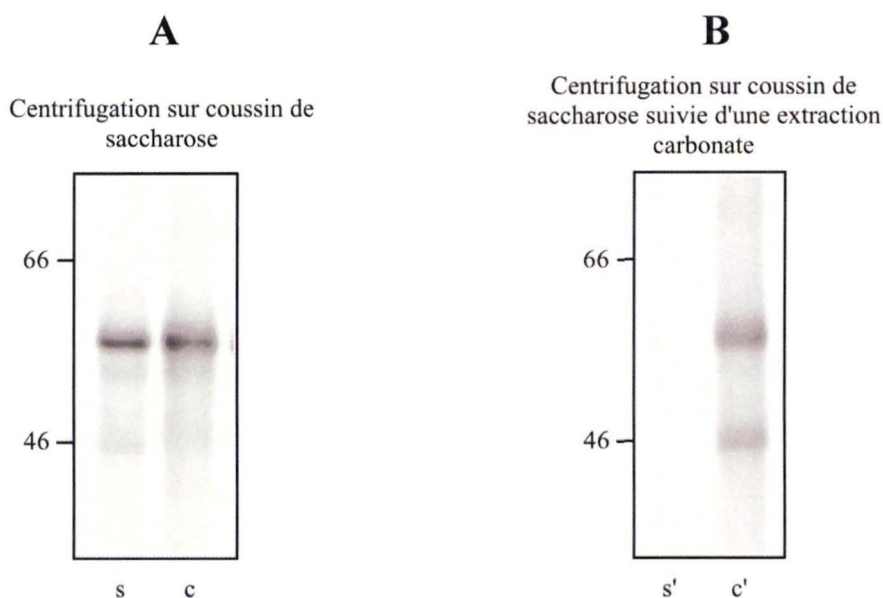 A
Centrifugation sur coussin de
saccharose
66
46
s c
B
Centrifugation sur coussin de
saccharose suivie d'une extraction
carbonate
66
46
s' c'